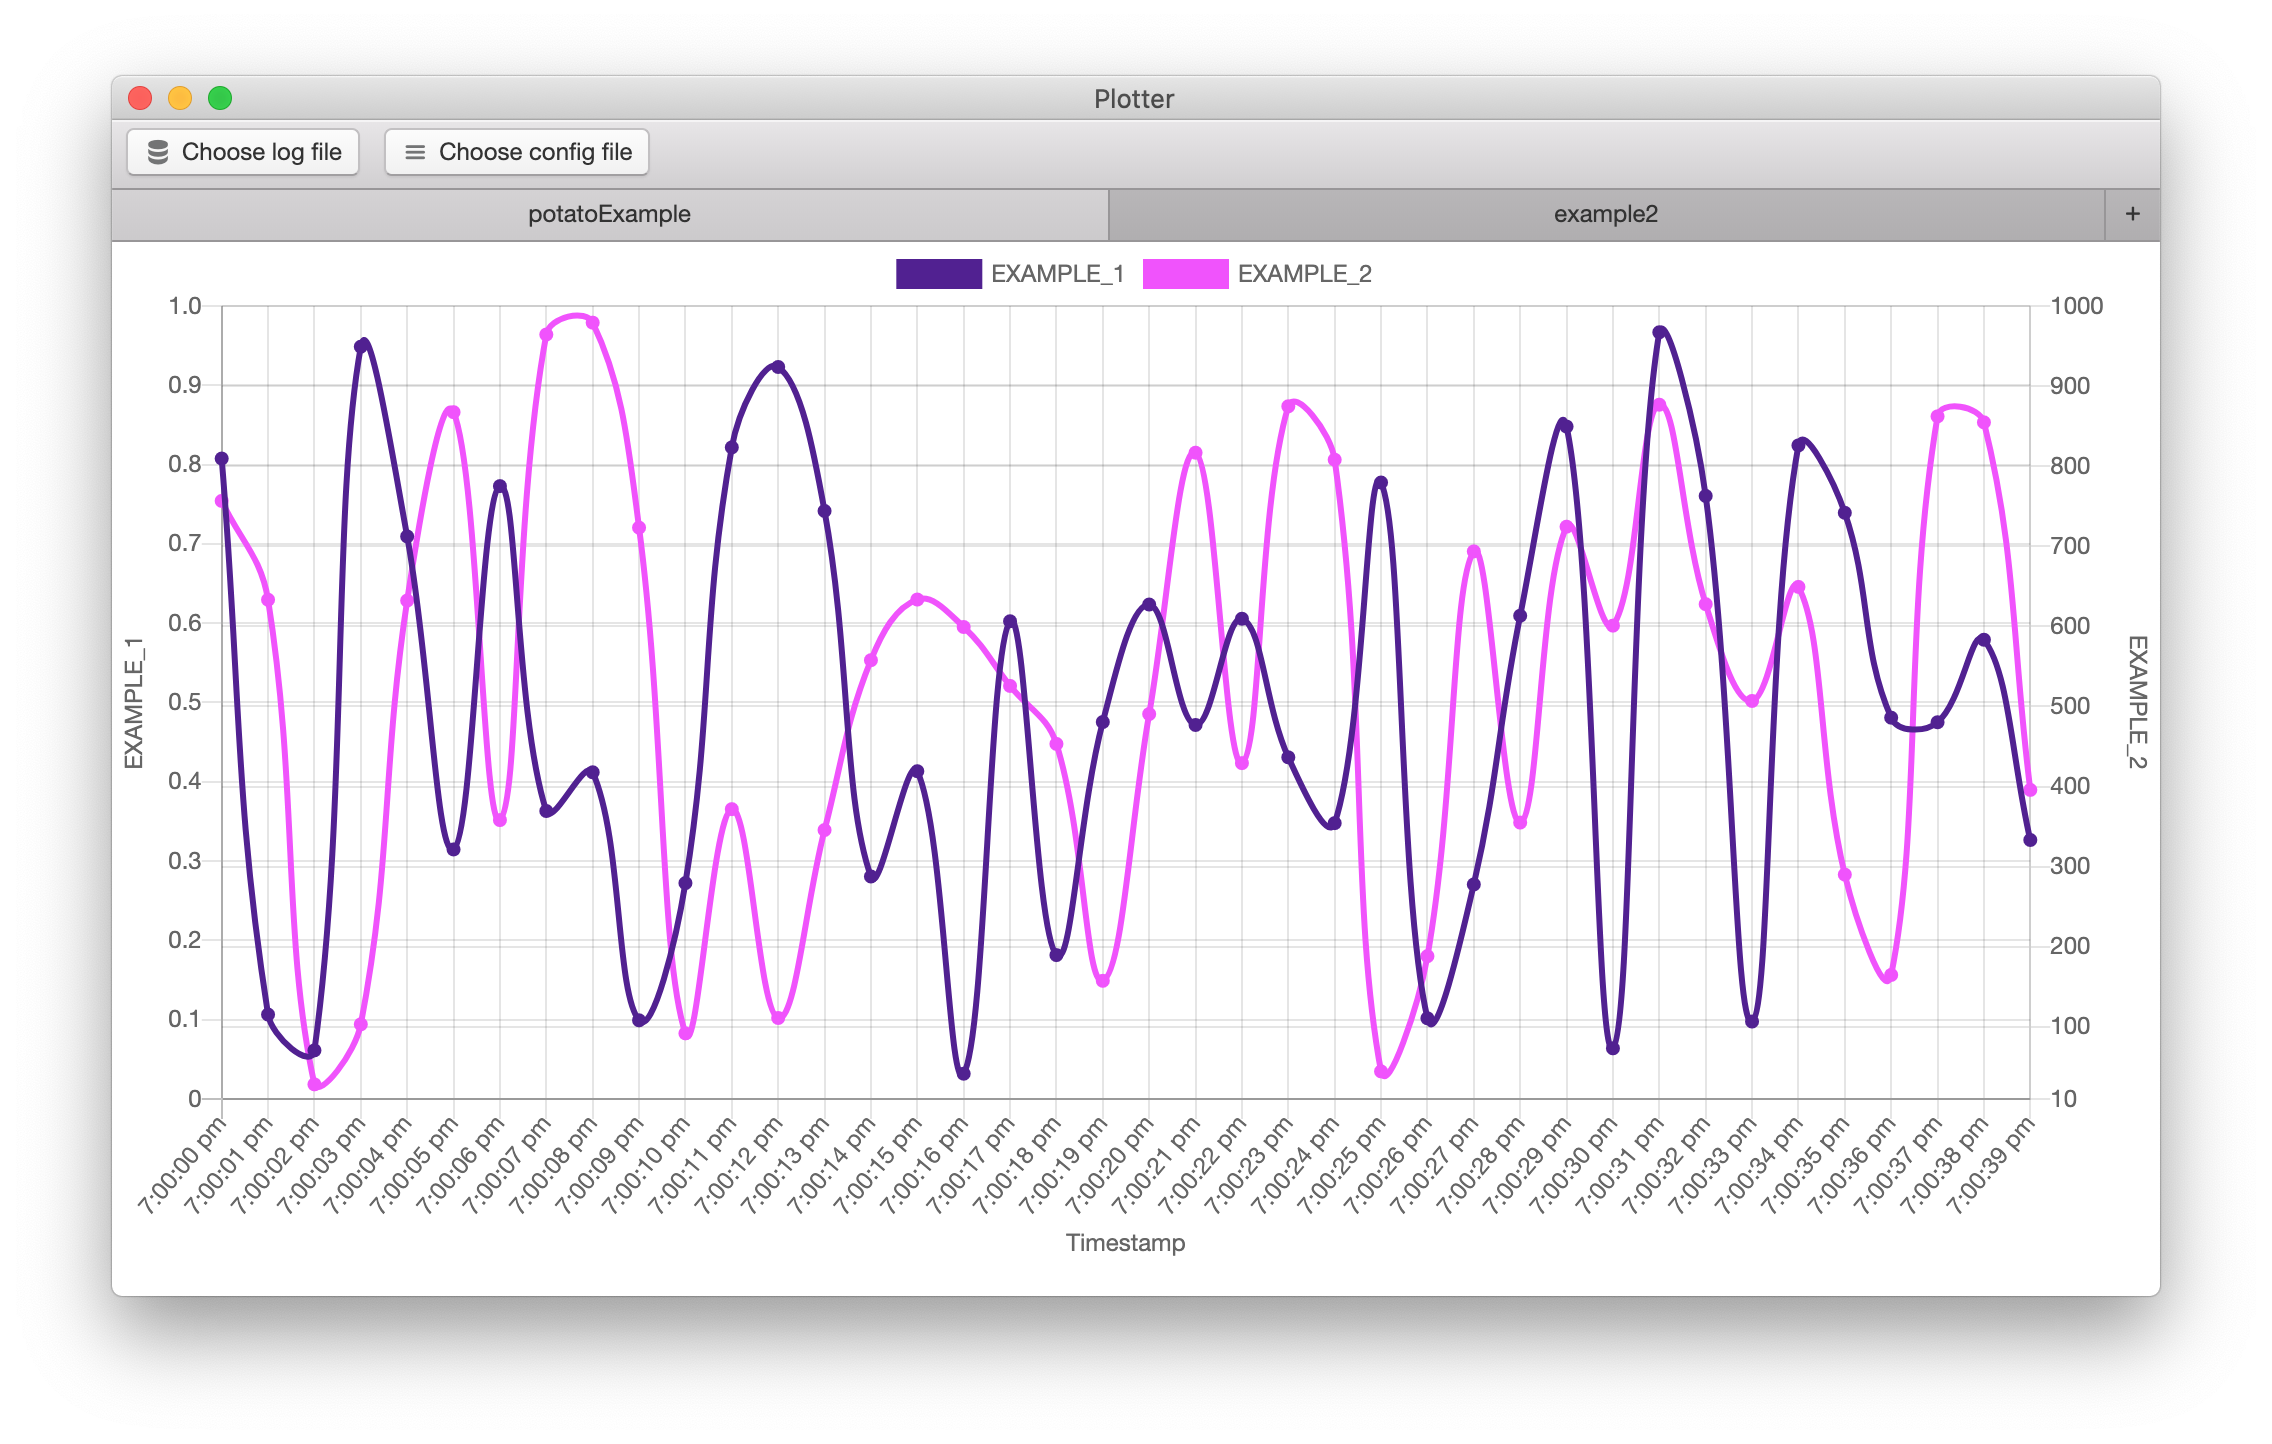 Plotter
Choose log file
Choose config file
potatoExample
example2
+
EXAMPLE_1
EXAMPLE_2
1.0
0.9
0.8
0.7
0.6
0.5
0.4
0.3
0.2
0.1
0
EXAMPLE_1
1000
900
800
700
600
500
400
300
200
100
10
EXAMPLE_2
7:00:00 pm
7:00:01 pm
7:00:02 pm
7:00:03 pm
7:00:04 pm
7:00:05 pm
7:00:06 pm
7:00:07 pm
7:00:08 pm
7:00:09 pm
7:00:10 pm
7:00:11 pm
7:00:12 pm
7:00:13 pm
7:00:14 pm
7:00:15 pm
7:00:16 pm
7:00:17 pm
7:00:18 pm
7:00:19 pm
7:00:20 pm
7:00:21 pm
7:00:22 pm
7:00:23 pm
7:00:24 pm
7:00:25 pm
7:00:26 pm
7:00:27 pm
7:00:28 pm
7:00:29 pm
7:00:30 pm
7:00:31 pm
7:00:32 pm
7:00:33 pm
7:00:34 pm
7:00:35 pm
7:00:36 pm
7:00:37 pm
7:00:38 pm
7:00:39 pm
Timestamp